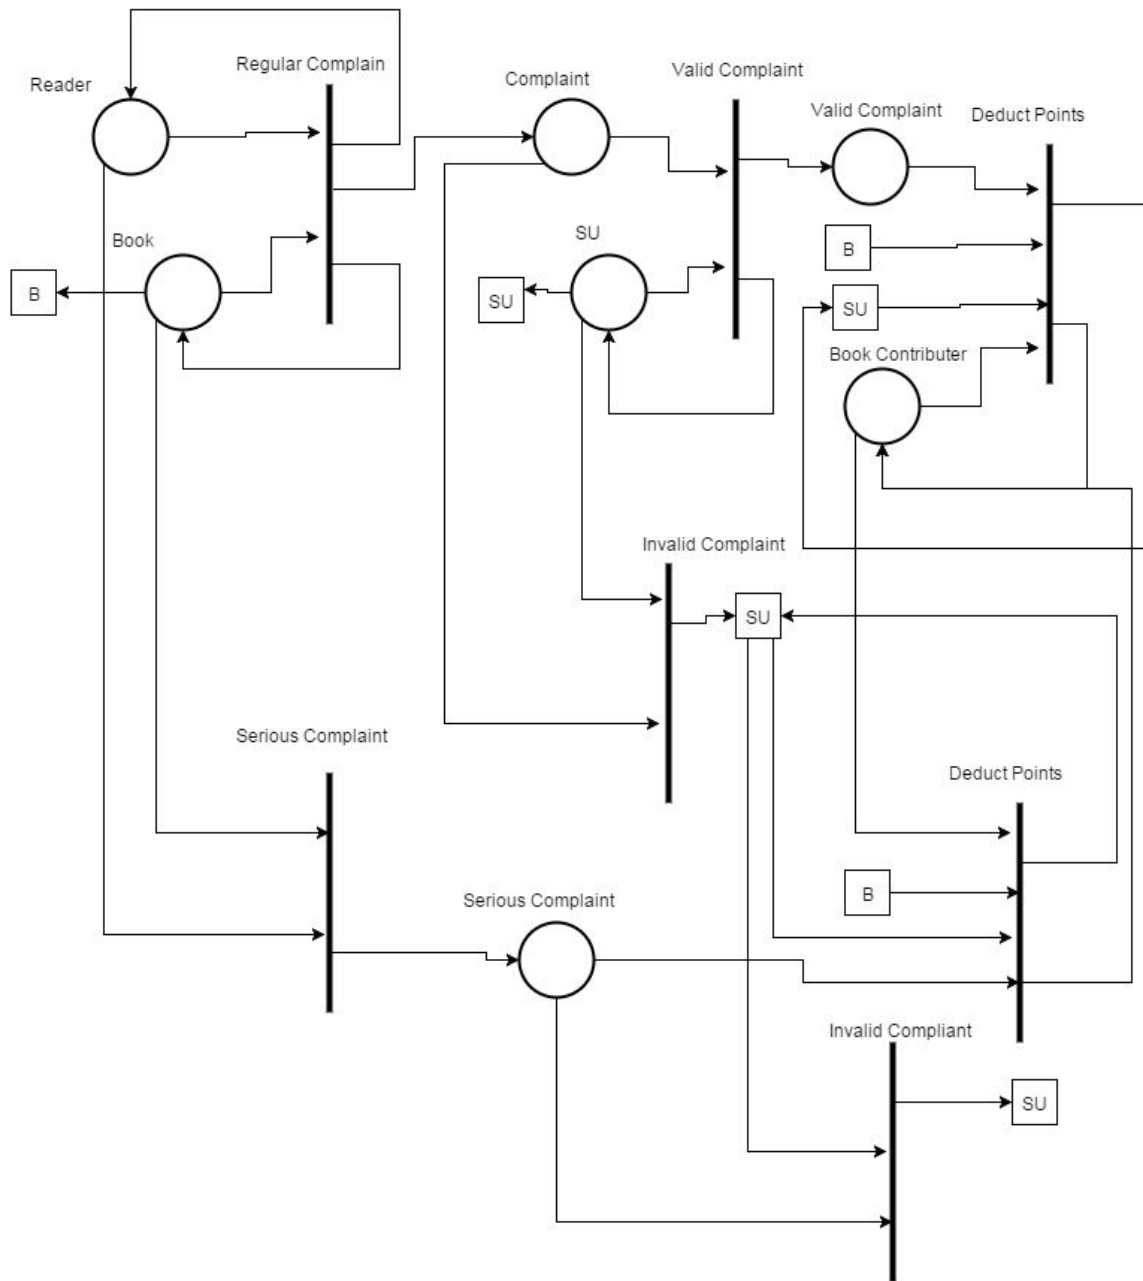 Reader
Regular Complain
Complaint
Valid Complaint
Valid Complaint
Deduct Points
Book
SU
B
B
SU
SU
Book Contributer
Invalid Complaint
SU
Serious Complaint
Deduct Points
B
Serious Complaint
Invalid Compliant
SU